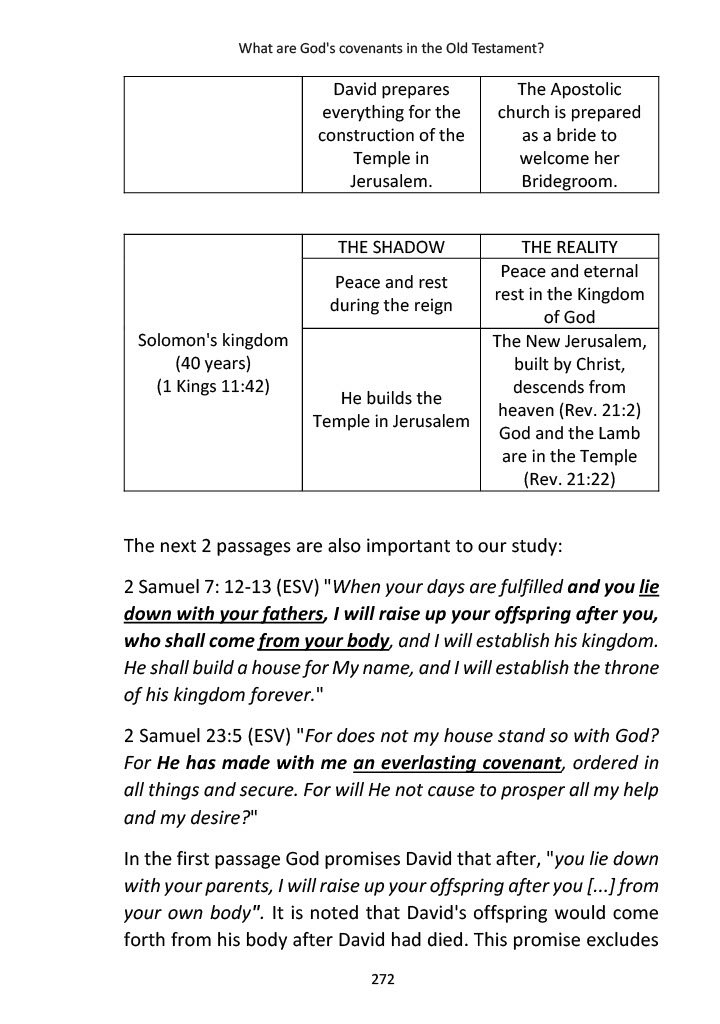 What are God's covenants in the Old Testament?
David prepares
everything for the
construction of the
Temple in
Jerusalem.
The Apostolic
church is prepared
as a bride to
welcome her
Bridegroom.
Solomon's kingdom
(40 years)
(1 Kings 11:42)
THE SHADOW
THE REALITY
Peace and rest
during the reign
Peace and eternal
rest in the Kingdom
of God
He builds the
Temple in Jerusalem
The New Jerusalem,
built by Christ,
descends from
heaven (Rev. 21:2)
God and the Lamb
are in the Temple
(Rev. 21:22)
The next 2 passages are also important to our study:
2 Samuel 7: 12-13 (ESV) "When your days are fulfilled and you lie
down with your fathers, I will raise up your offspring after you,
who shall come from your body, and I will establish his kingdom.
He shall build a house for My name, and I will establish the throne
of his kingdom forever."
2 Samuel 23:5 (ESV) "For does not my house stand so with God?
For He has made with me an everlasting covenant, ordered in
all things and secure. For will He not cause to prosper all my help
and my desire?"
In the first passage God promises David that after, "you lie down
with your parents, I will raise up your offspring after you [...] from
your own body". It is noted that David's offspring would come
forth from his body after David had died. This promise excludes
272